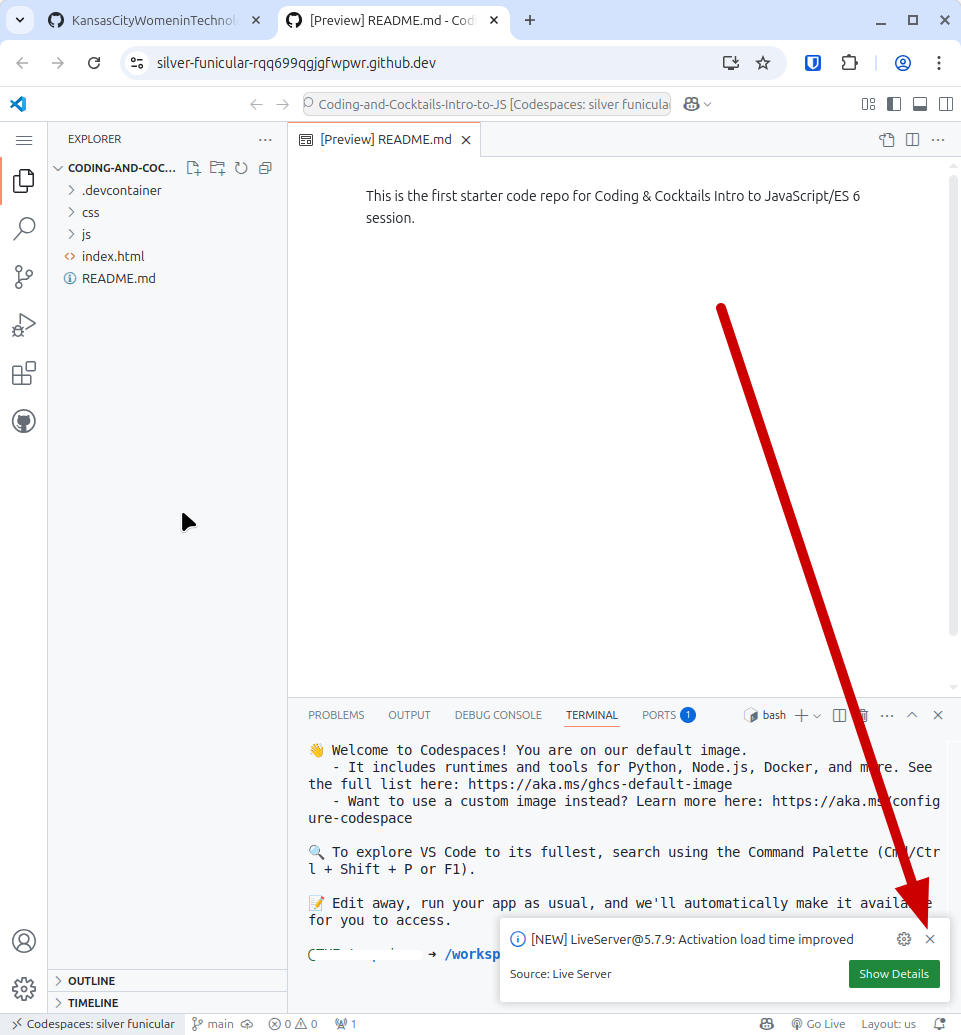 KansasCityWomeninTechnol
[Preview] README.md - Cod
silver-funicular-rqq699qgjgfwpwr.github.dev
Coding-and-Cocktails-Intro-to-JS [Codespaces: silver funicular
EXPLORER
[Preview] README.md
CODING-AND-COC...
.devcontainer
css
js
index.html
README.md
This is the first starter code repo for Coding & Cocktails Intro to JavaScript/ES 6
session.
PROBLEMS OUTPUT DEBUG CONSOLE TERMINAL PORTS 1 bash
👋 Welcome to Codespaces! You are on our default image.
- It includes runtimes and tools for Python, Node.js, Docker, and more. See
the full list here: https://aka.ms/ghcs-default-image
- Want to use a custom image instead? Learn more here: https://aka.ms/config
ure-codespace
🔍 To explore VS Code to its fullest, search using the Command Palette (Cmd/Ctr
l + Shift + P or F1).
📝 Edit away, run your app as usual, and we'll automatically make it available
for you to access.
➜ /worksp
[NEW] LiveServer@5.7.9: Activation load time improved
Source: Live Server
Show Details
OUTLINE
TIMELINE
Codespaces: silver funicular main 0 0 1 Go Live Layout: us